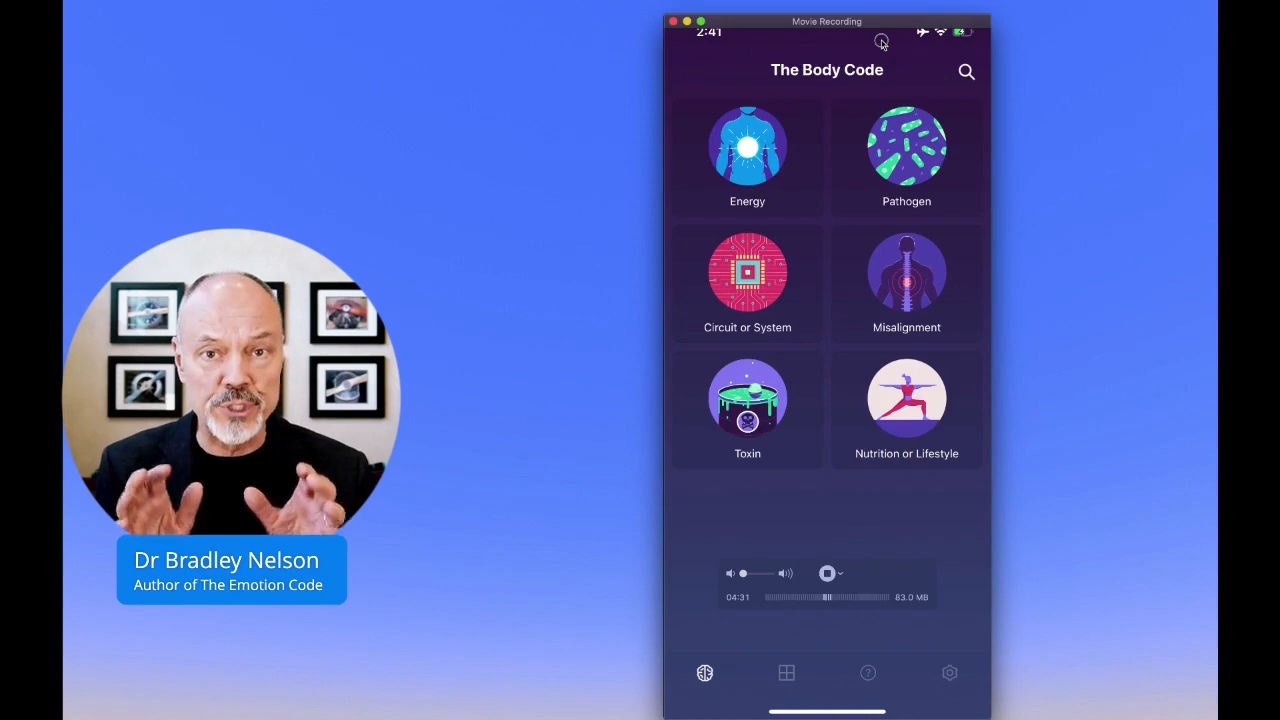 Movie Recording
2:41
The Body Code
Energy
Pathogen
Circuit or System
Misalignment
Toxin
Nutrition or Lifestyle
04:31
83.0 MB
Dr Bradley Nelson
Author of The Emotion Code